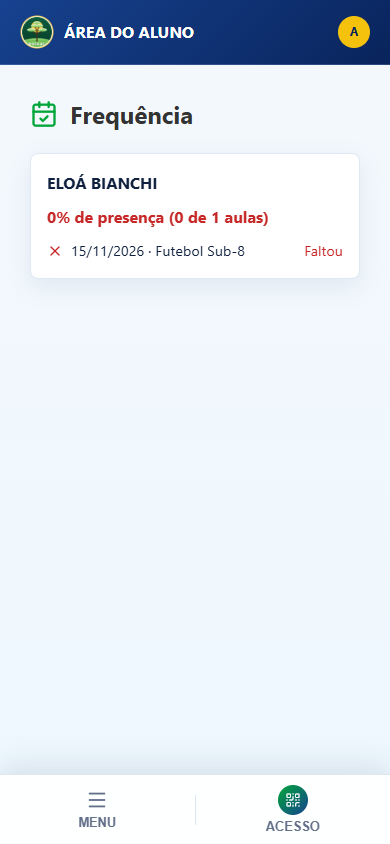 ÁREA DO ALUNO
A
Frequência
ELOÁ BIANCHI
0% de presença (0 de 1 aulas)
15/11/2026 · Futebol Sub-8 Faltou
MENU
ACESSO